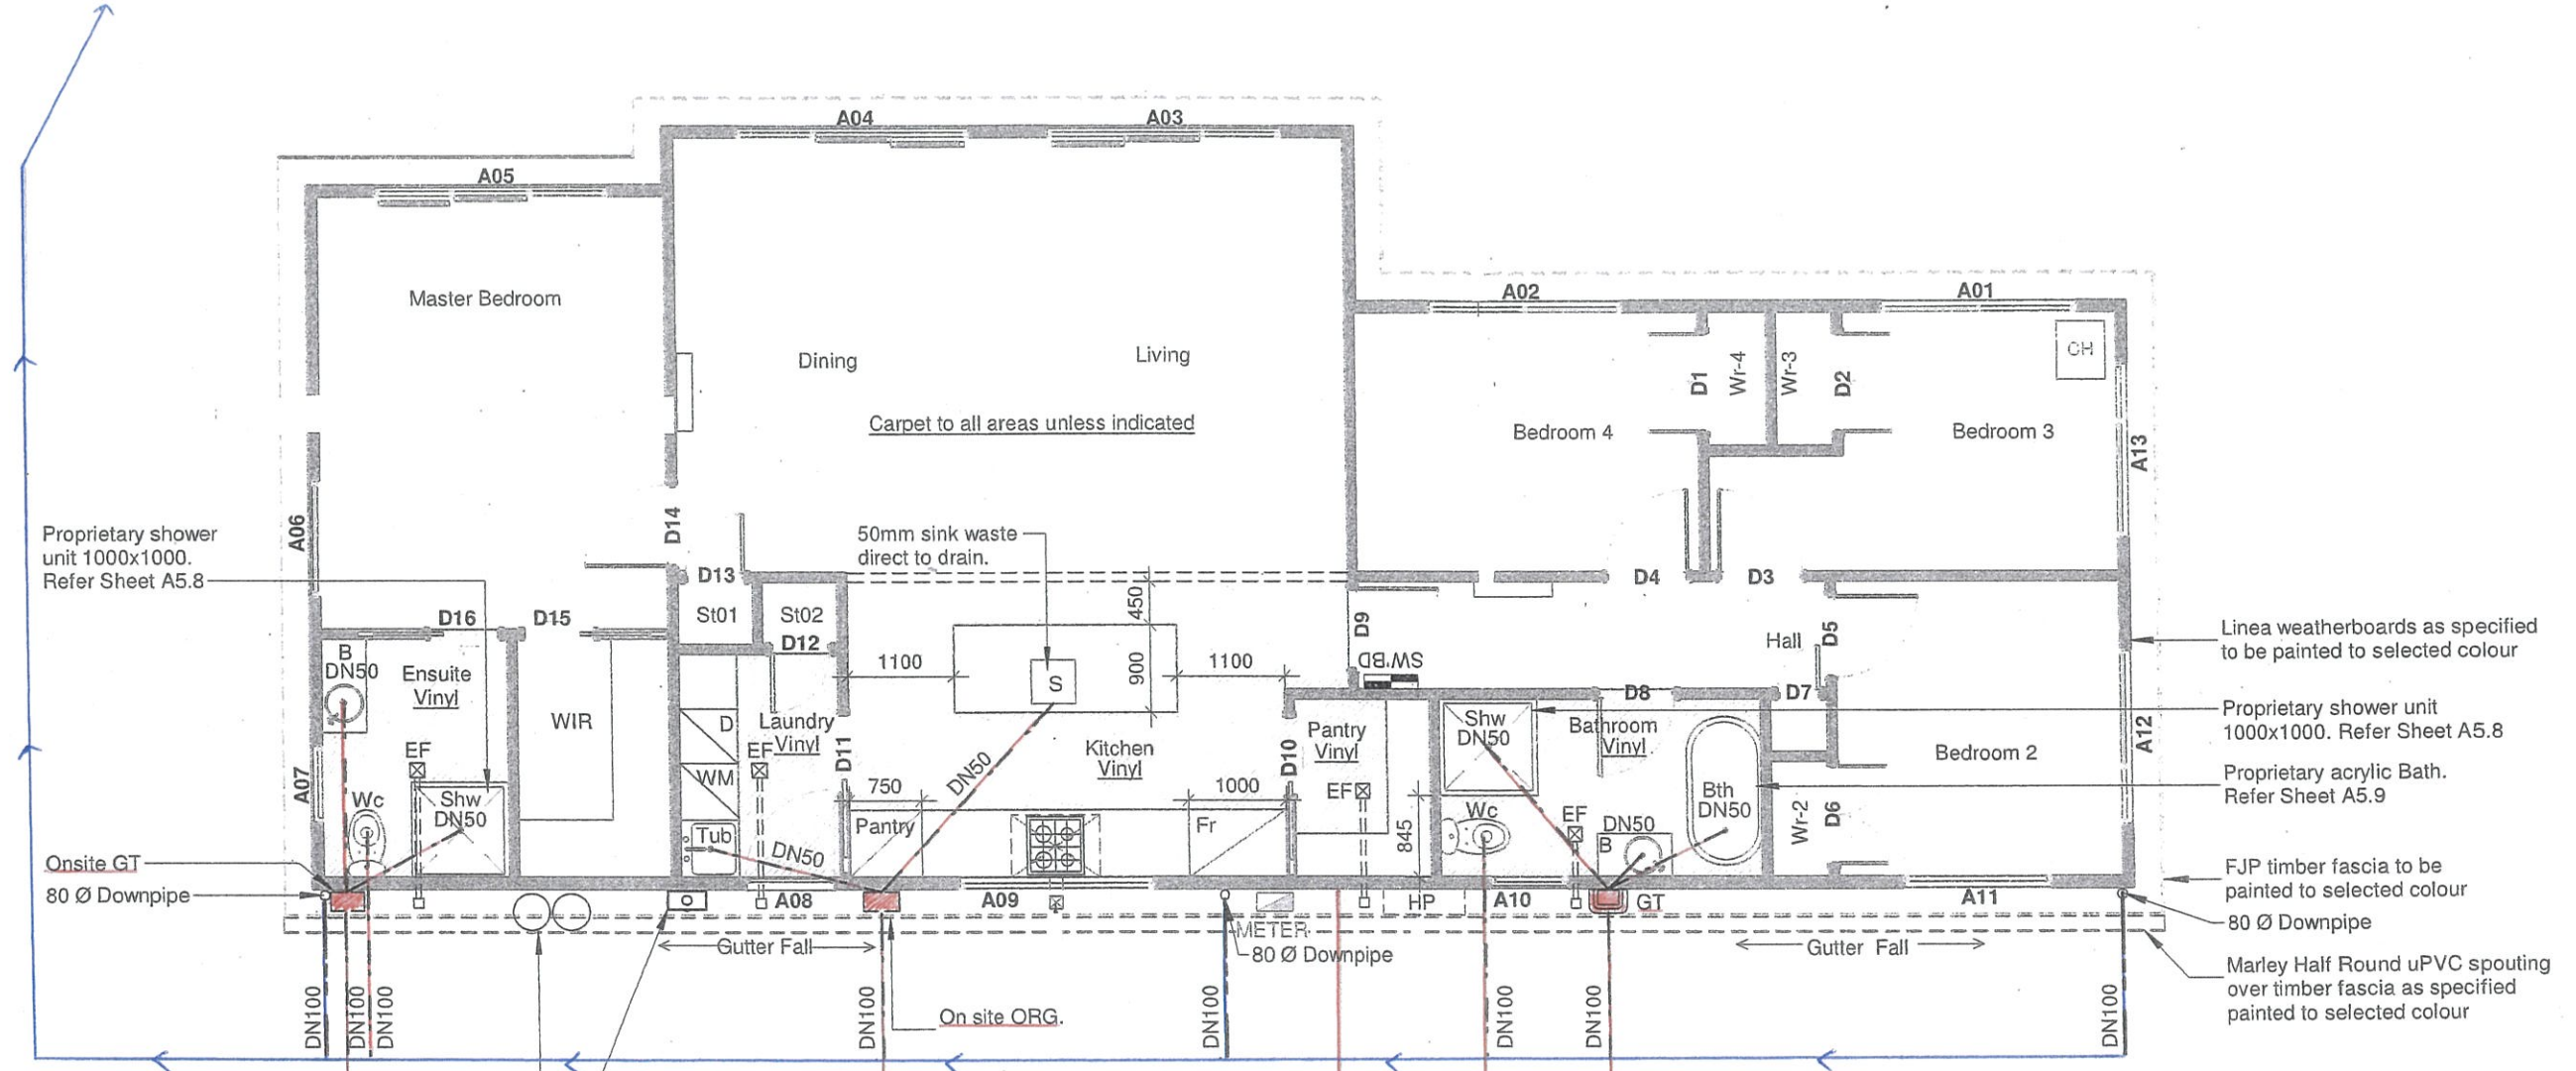 A04
A03
A05
Master Bedroom
A02
A01
Dining
Living
D1
Wr-4
Wr-3
D2
CH
Carpet to all areas unless indicated
Bedroom 4
Bedroom 3
A13
Proprietary shower
unit 1000x1000.
Refer Sheet A5.8
A06
D14
50mm sink waste
direct to drain.
D13
D4
D3
D16
D15
St01
St02
D12
450
D9
Hall
D5
Linea weatherboards as specified
to be painted to selected colour
B
DN50
Ensuite
Vinyl
1100
900
1100
SW.BD
S
D8
D7
WIR
D
Laundry
Vinyl
EF
D11
Kitchen
Vinyl
D10
Pantry
Vinyl
Shw
DN50
Bathroom
Vinyl
A12
Proprietary shower unit
1000x1000. Refer Sheet A5.8
Bedroom 2
EF
A07
WM
750
DN50
1000
EF
Bth
DN50
Proprietary acrylic Bath.
Refer Sheet A5.9
Wc
Shw
DN50
Tub
DN50
Pantry
Fr
845
Wc
EF
DN50
B
Wr-2
D6
Onsite GT
80 Ø Downpipe
A08
A09
HP
A10
GT
A11
FJP timber fascia to be
painted to selected colour
80 Ø Downpipe
Gutter Fall
METER
80 Ø Downpipe
Gutter Fall
Marley Half Round uPVC spouting
over timber fascia as specified
painted to selected colour
DN100
DN100
DN100
DN100
On site ORG.
DN100
DN100
DN100
DN100